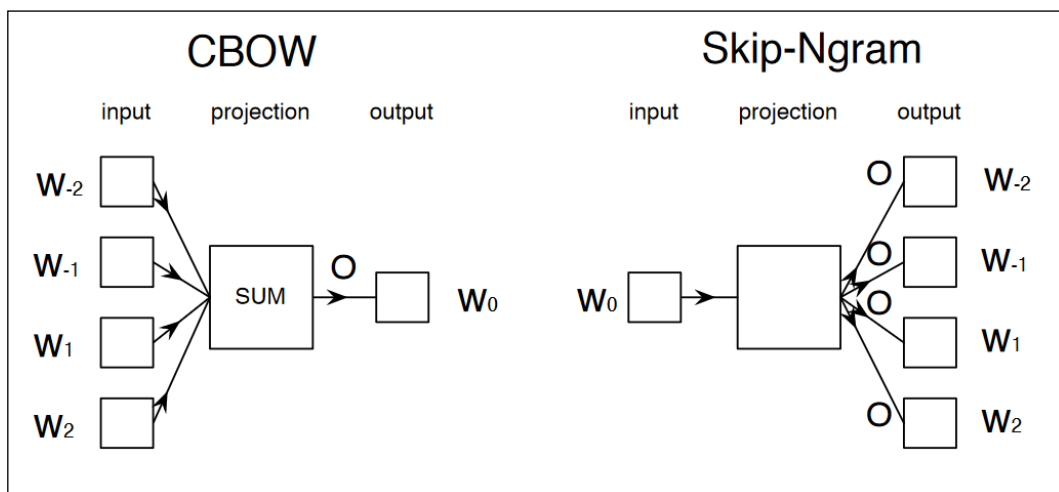 CBOW
input projection output
W-2
W-1
W1
W2
SUM
O
W0
Skip-Ngram
input projection output
W0
O
O
O
O
W-2
W-1
W1
W2